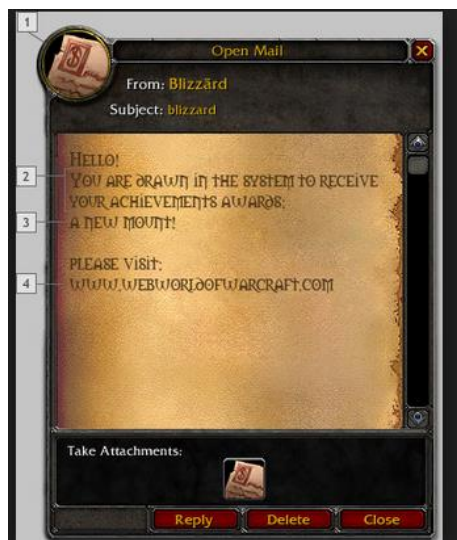 1
Open Mail
From: Blizzärd
Subject: blizzard
Hello!
2
You are drawn in the system to receive
your achievements awards:
3
a new mount!
please visit:
4
www.webworldofwarcraft.com
Take Attachments:
Reply Delete Close